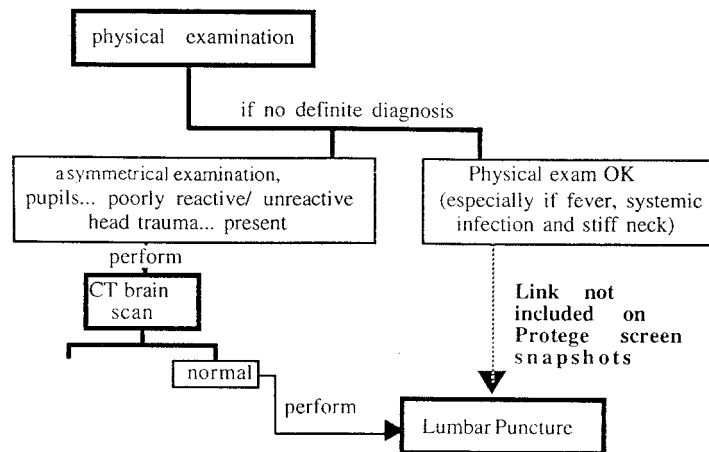 physical examination
if no definite diagnosis
asymmetrical examination,
pupils... poorly reactive/ unreactive
head trauma... present
Physical exam OK
(especially if fever, systemic
infection and stiff neck)
perform
CT brain
scan
Link not
included on
Protege screen
snapshots
normal
perform
Lumbar Puncture